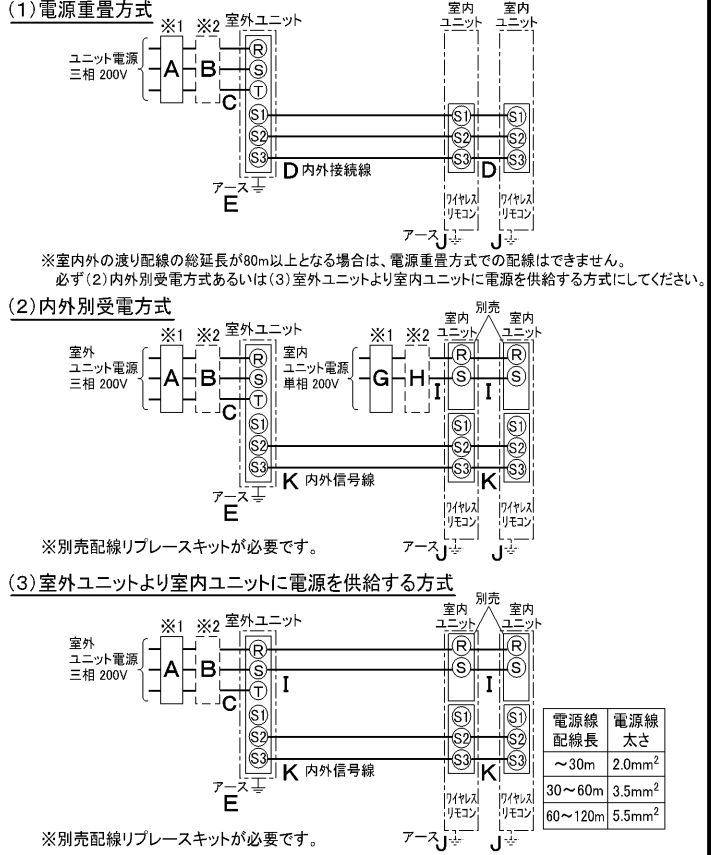 (1)電源重畳方式
※1 ※2 室外ユニット
室内
ユニット
室内
ユニット
ユニット電源
三相 200V
A B C
R
S
T
S1
S2
S3
S1
S2
S3
S1
S2
S3
D 内外接続線
D
アース
E
ワイヤレス
リモコン
ワイヤレス
リモコン
アース J
J
※室内外の渡り配線の総延長が80m以上となる場合は、電源重畳方式での配線はできません。
必ず(2)内外別受電方式あるいは(3)室外ユニットより室内ユニットに電源を供給する方式にしてください。
(2)内外別受電方式
※1 ※2 室外ユニット
※1 ※2
室内
ユニット
別売
室内
ユニット
室外
ユニット電源
三相 200V
A B C
R
S
T
S1
S2
S3
室内
ユニット電源
単相 200V
G H I I
R
S
S1
S2
S3
R
S
S1
S2
S3
K 内外信号線
K
アース
E
ワイヤレス
リモコン
ワイヤレス
リモコン
※別売配線リプレースキットが必要です。
アース J
J
(3)室外ユニットより室内ユニットに電源を供給する方式
※1 ※2 室外ユニット
室内
ユニット
別売
室内
ユニット
室外
ユニット電源
三相 200V
A B C
R
S
T
S1
S2
S3
I
I
R
S
S1
S2
S3
R
S
S1
S2
S3
K 内外信号線
K
アース
E
ワイヤレス
リモコン
ワイヤレス
リモコン
※別売配線リプレースキットが必要です。
アース J
J
電源線
配線長
電源線
太さ
～30m 2.0mm²
30～60m 3.5mm²
60～120m 5.5mm²